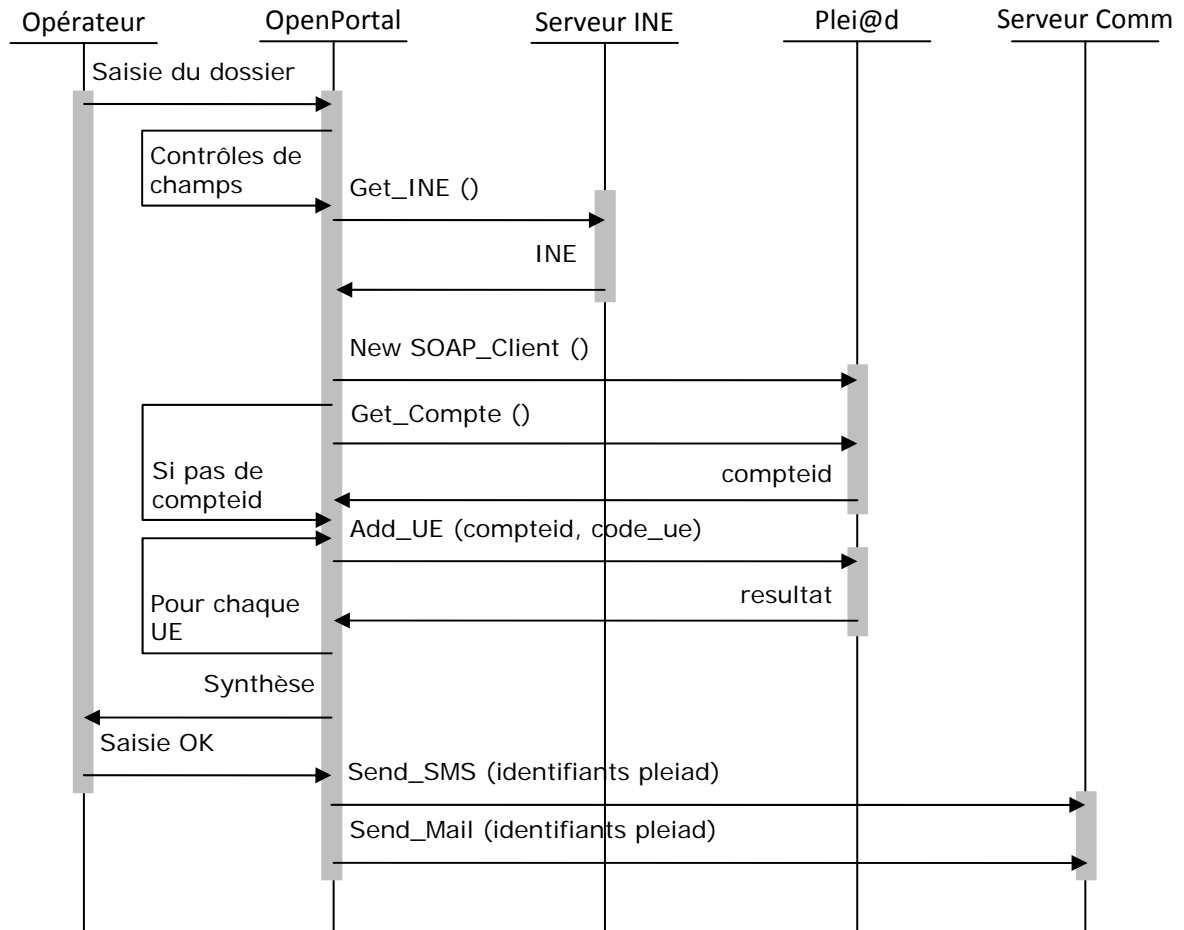 Opérateur
OpenPortal
Serveur INE
Plei@d
Serveur Comm
Saisie du dossier
Contrôles de
champs
Get_INE ()
INE
New SOAP_Client ()
Get_Compte ()
Si pas de
compteid
compteid
Add_UE (compteid, code_ue)
Pour chaque
UE
resultat
Synthèse
Saisie OK
Send_SMS (identifiants pleiad)
Send_Mail (identifiants pleiad)